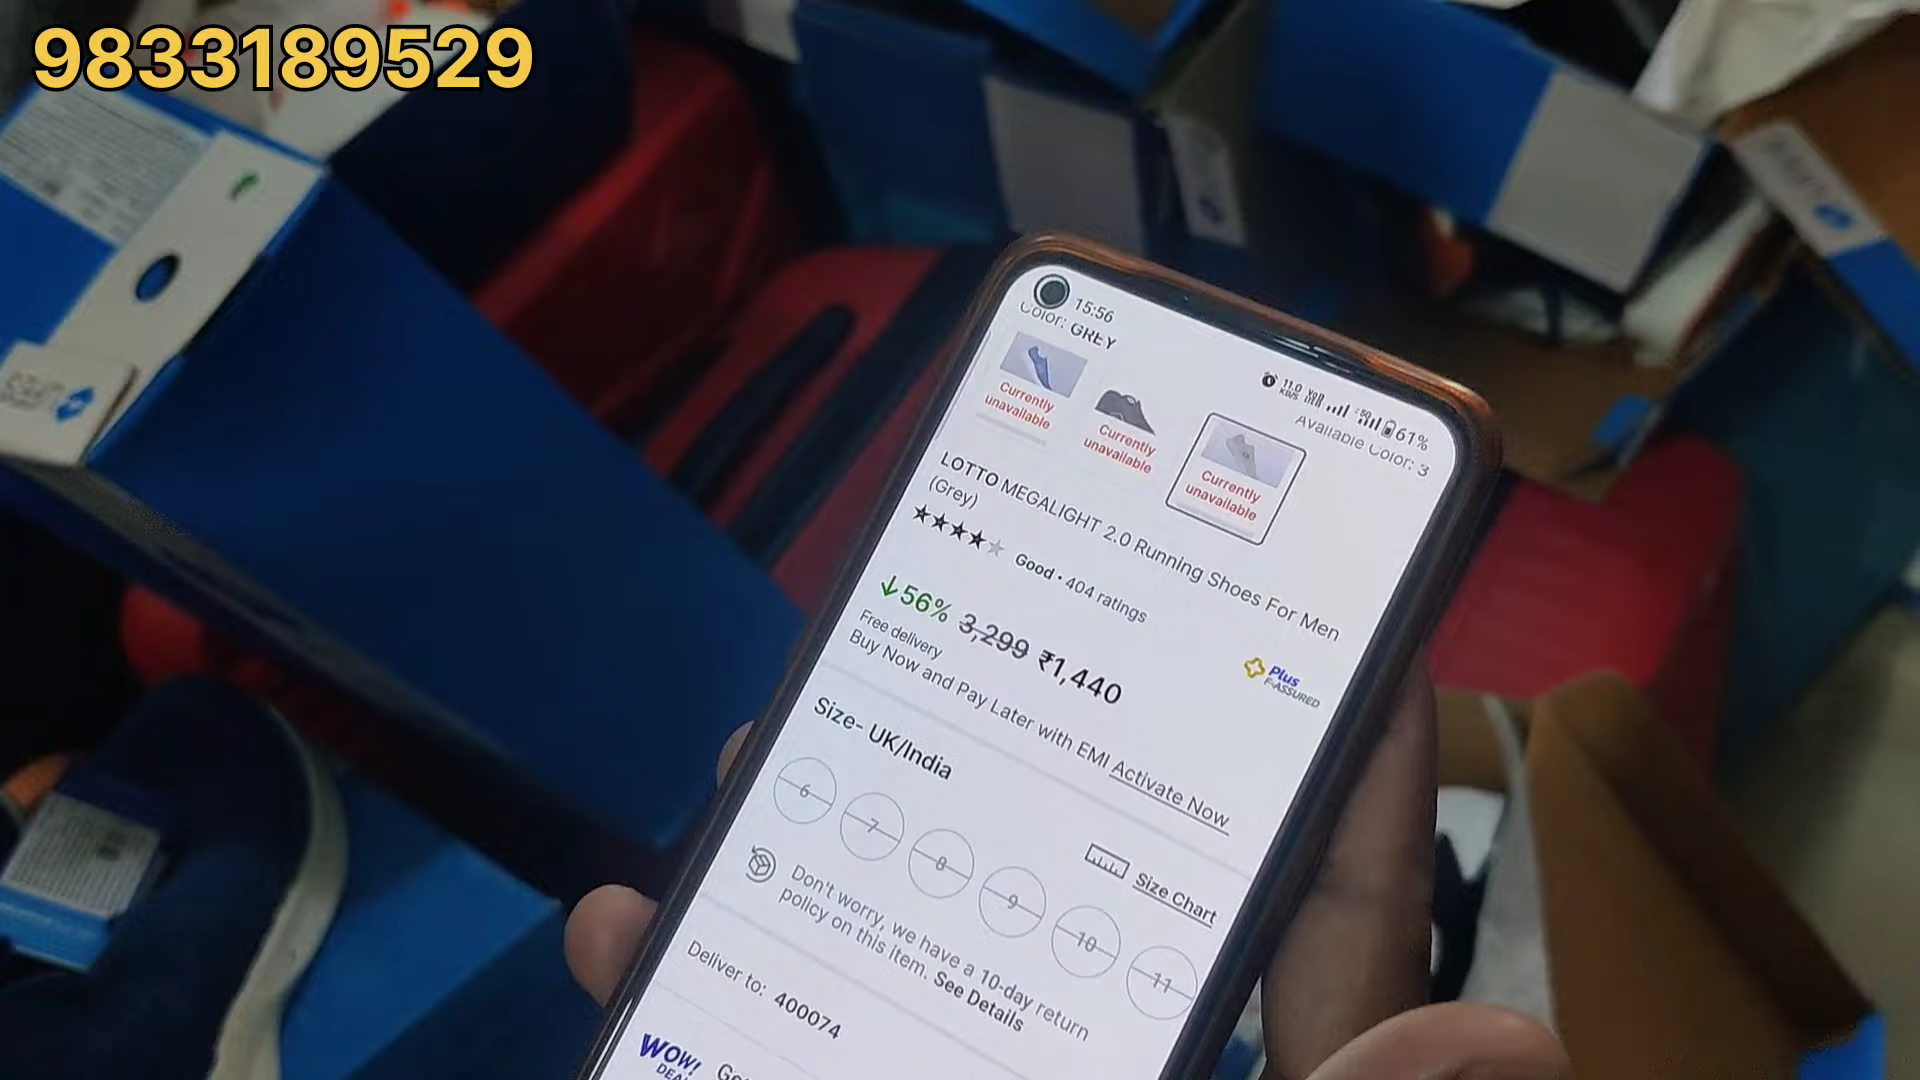 9833189529
15:56
11.0 KB/S
61%
Color: GREY
Available Color: 3
Currently unavailable
Currently unavailable
Currently unavailable
LOTTO MEGALIGHT 2.0 Running Shoes For Men
(Grey)
Good • 404 ratings
↓56% 3,299 ₹1,440
Plus
F-ASSURED
Free delivery
Buy Now and Pay Later with EMI Activate Now
Size- UK/India
6 7 8 9 10 11
Size Chart
Don't worry, we have a 10-day return
policy on this item. See Details
Deliver to: 400074
WOW!